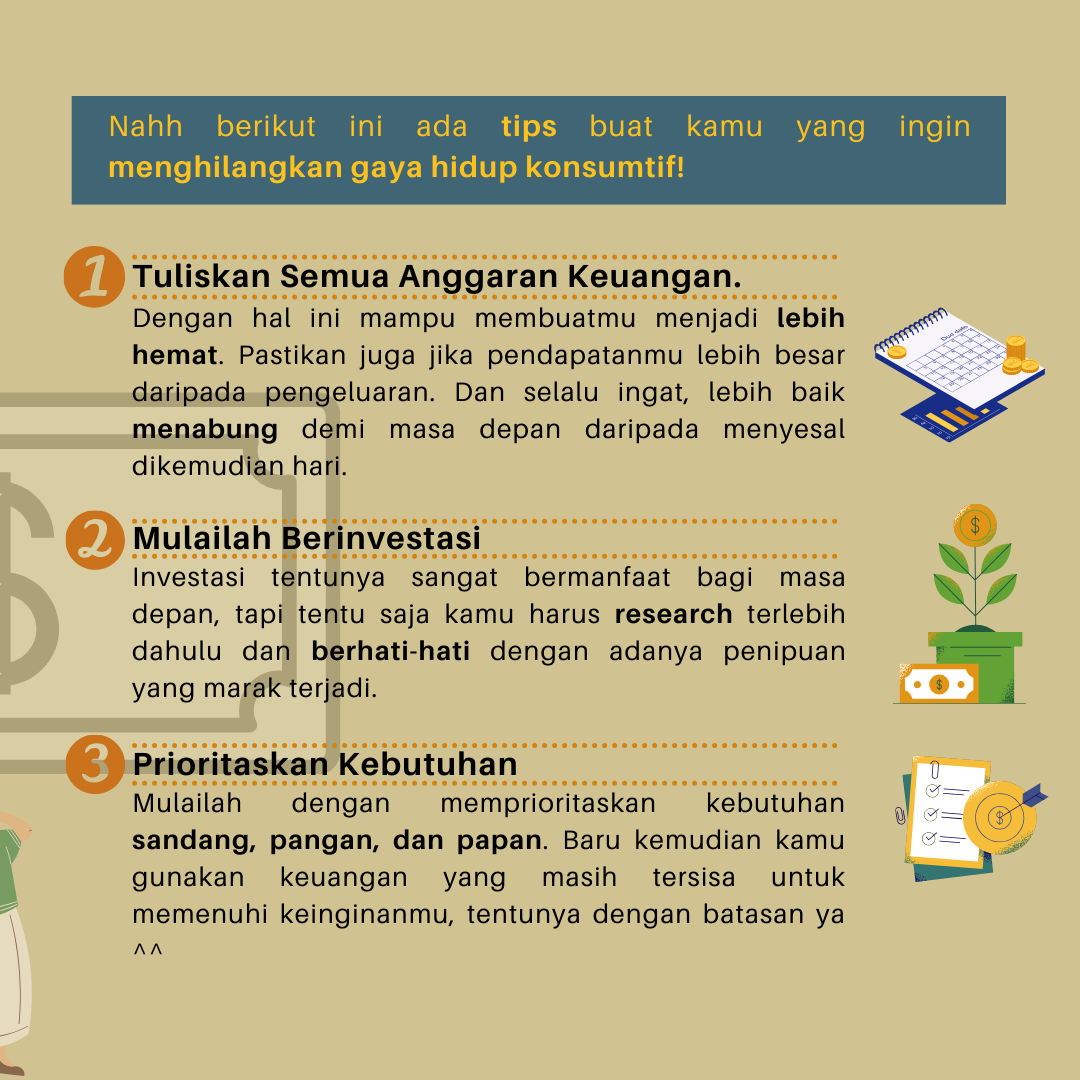 Nahh berikut ini ada tips buat kamu yang ingin
menghilangkan gaya hidup konsumtif!
1 Tuliskan Semua Anggaran Keuangan.
Dengan hal ini mampu membuatmu menjadi lebih
hemat. Pastikan juga jika pendapatanmu lebih besar
daripada pengeluaran. Dan selalu ingat, lebih baik
menabung demi masa depan daripada menyesal
dikemudian hari.
Due date
2 Mulailah Berinvestasi
Investasi tentunya sangat bermanfaat bagi masa
depan, tapi tentu saja kamu harus research terlebih
dahulu dan berhati-hati dengan adanya penipuan
yang marak terjadi.
$
$
$
3 Prioritaskan Kebutuhan
Mulailah dengan memprioritaskan kebutuhan
sandang, pangan, dan papan. Baru kemudian kamu
gunakan keuangan yang masih tersisa untuk
memenuhi keinginanmu, tentunya dengan batasan ya
^^
$